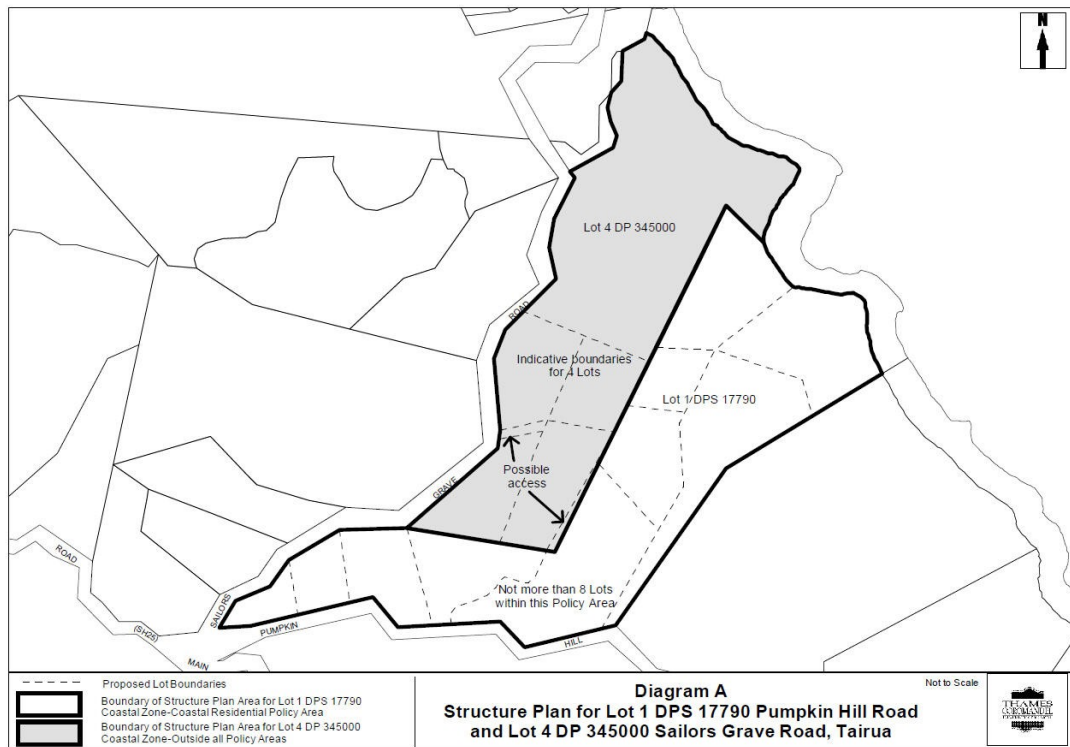 N
Lot 4 DP 345000
ROAD
Indicative boundaries
for 4 Lots
Lot 1 DPS 17790
Possible
access
GRAVE
Not more than 8 Lots
within this Policy Area
ROAD
SAILORS
(SH25)
PUMPKIN
HILL
MAIN
Proposed Lot Boundaries
Boundary of Structure Plan Area for Lot 1 DPS 17790
Coastal Zone-Coastal Residential Policy Area
Boundary of Structure Plan Area for Lot 4 DP 345000
Coastal Zone-Outside all Policy Areas
Diagram A
Structure Plan for Lot 1 DPS 17790 Pumpkin Hill Road
and Lot 4 DP 345000 Sailors Grave Road, Tairua
Not to Scale
THAMES
COROMANDEL